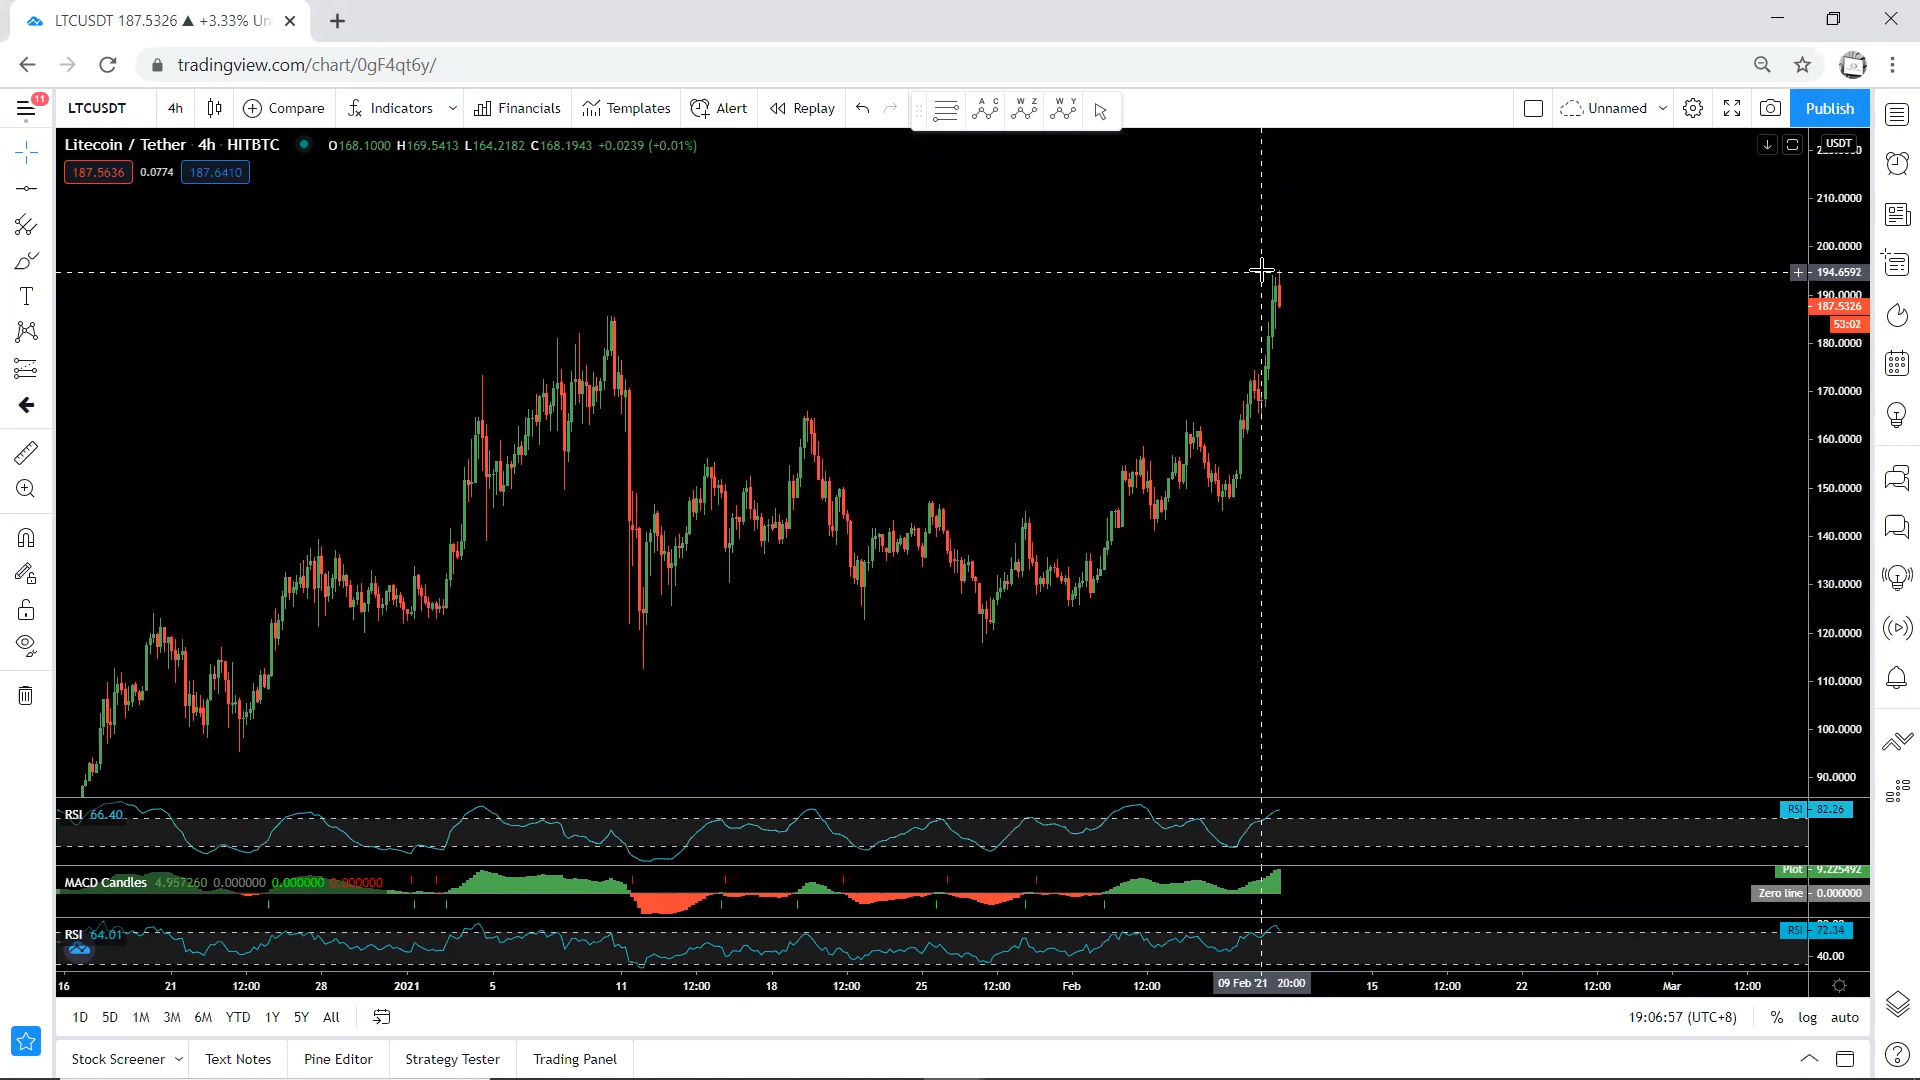 LTCUSDT 187.5326 ▲ +3.33% Un
tradingview.com/chart/0gF4qt6y/
11
LTCUSDT 4h Compare Indicators Financials Templates Alert Replay A C W Z W Y Unnamed Publish
Litecoin / Tether · 4h · HITBTC O168.1000 H169.5413 L164.2182 C168.1943 +0.0239 (+0.01%)
187.5636 0.0774 187.6410
USDT
210.0000
200.0000
194.6592
190.0000
187.5326
53:02
180.0000
170.0000
160.0000
150.0000
140.0000
130.0000
120.0000
110.0000
100.0000
90.0000
RSI 66.40
RSI 82.26
MACD Candles 4.957260 0.000000 0.000000 0.000000
Plot 9.225492
Zero line 0.000000
RSI 64.01
RSI 72.34
40.00
16 21 12:00 28 2021 5 11 12:00 18 12:00 25 12:00 Feb 12:00 09 Feb '21 20:00 15 12:00 22 12:00 Mar 12:00
1D 5D 1M 3M 6M YTD 1Y 5Y All 19:06:57 (UTC+8) % log auto
Stock Screener Text Notes Pine Editor Strategy Tester Trading Panel